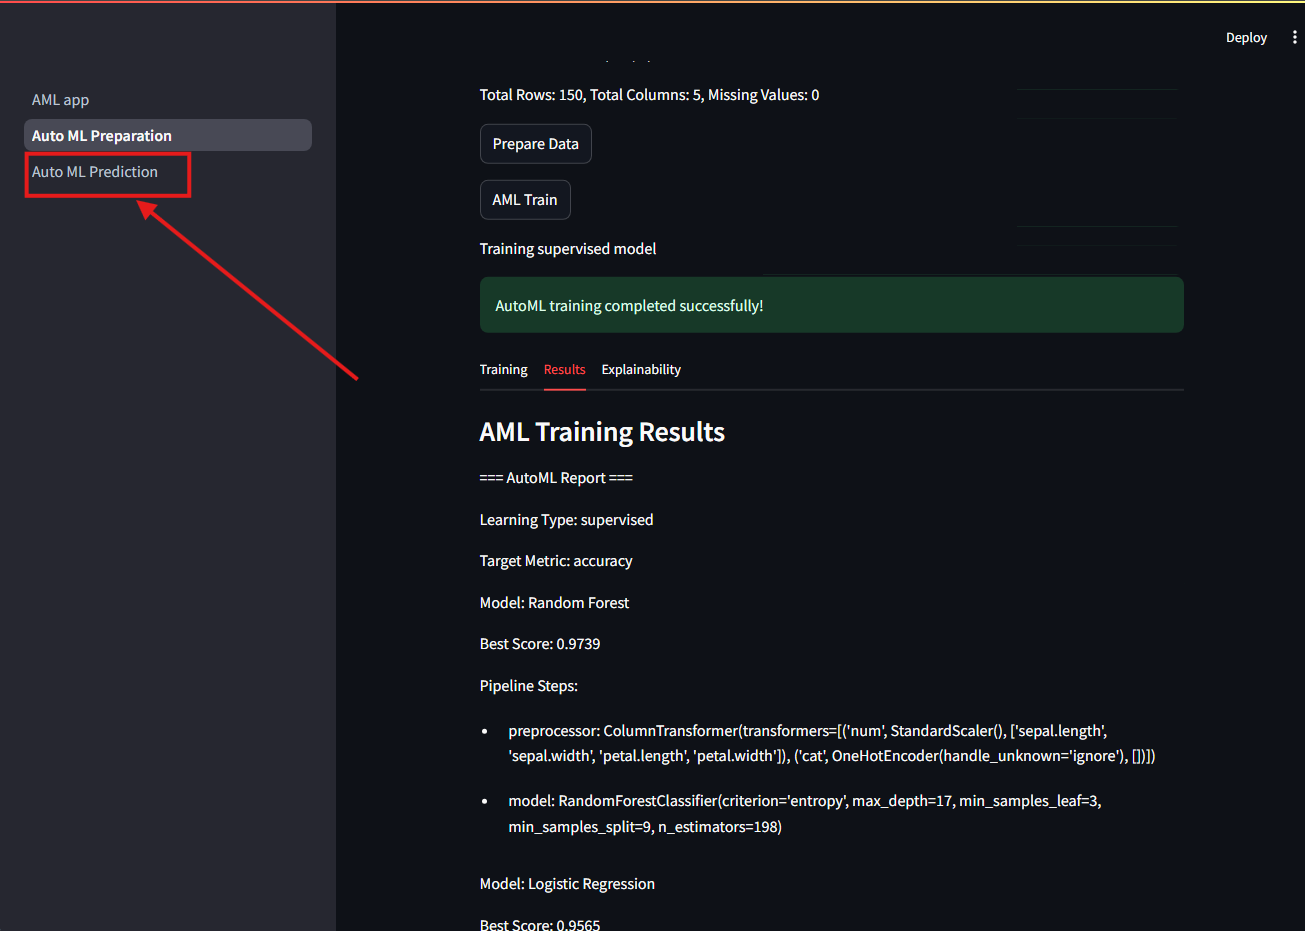 Deploy
AML app
Auto ML Preparation
Auto ML Prediction
Total Rows: 150, Total Columns: 5, Missing Values: 0
Prepare Data
AML Train
Training supervised model
AutoML training completed successfully!
Training Results Explainability
AML Training Results
=== AutoML Report ===
Learning Type: supervised
Target Metric: accuracy
Model: Random Forest
Best Score: 0.9739
Pipeline Steps:
• preprocessor: ColumnTransformer(transformers=[('num', StandardScaler(), ['sepal.length',
'sepal.width', 'petal.length', 'petal.width']), ('cat', OneHotEncoder(handle_unknown='ignore'), [])])
• model: RandomForestClassifier(criterion='entropy', max_depth=17, min_samples_leaf=3,
min_samples_split=9, n_estimators=198)
Model: Logistic Regression
Best Score: 0.9565